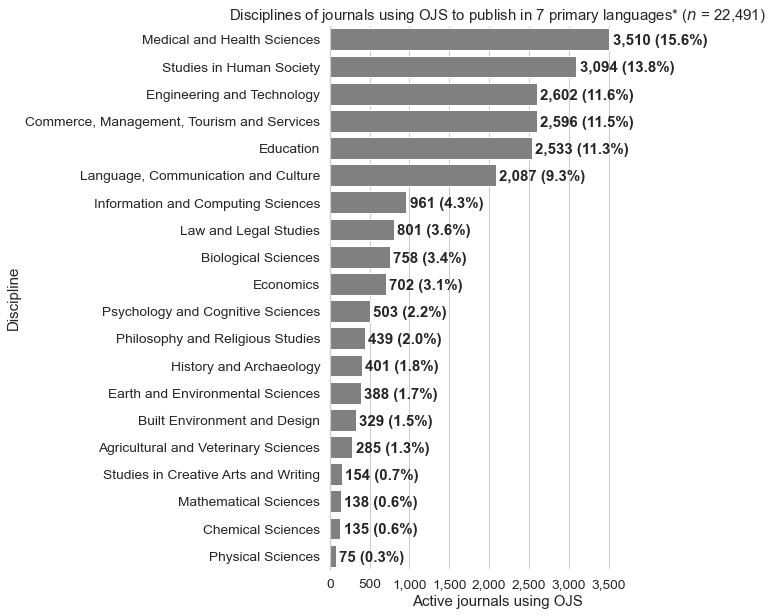 Disciplines of journals using OJS to publish in 7 primary languages* (n = 22,491)
Medical and Health Sciences 3,510 (15.6%)
Studies in Human Society 3,094 (13.8%)
Engineering and Technology 2,602 (11.6%)
Commerce, Management, Tourism and Services 2,596 (11.5%)
Education 2,533 (11.3%)
Language, Communication and Culture 2,087 (9.3%)
Information and Computing Sciences 961 (4.3%)
Law and Legal Studies 801 (3.6%)
Biological Sciences 758 (3.4%)
Economics 702 (3.1%)
Psychology and Cognitive Sciences 503 (2.2%)
Philosophy and Religious Studies 439 (2.0%)
History and Archaeology 401 (1.8%)
Earth and Environmental Sciences 388 (1.7%)
Built Environment and Design 329 (1.5%)
Agricultural and Veterinary Sciences 285 (1.3%)
Studies in Creative Arts and Writing 154 (0.7%)
Mathematical Sciences 138 (0.6%)
Chemical Sciences 135 (0.6%)
Physical Sciences 75 (0.3%)
Discipline
0 500 1,000 1,500 2,000 2,500 3,000 3,500
Active journals using OJS